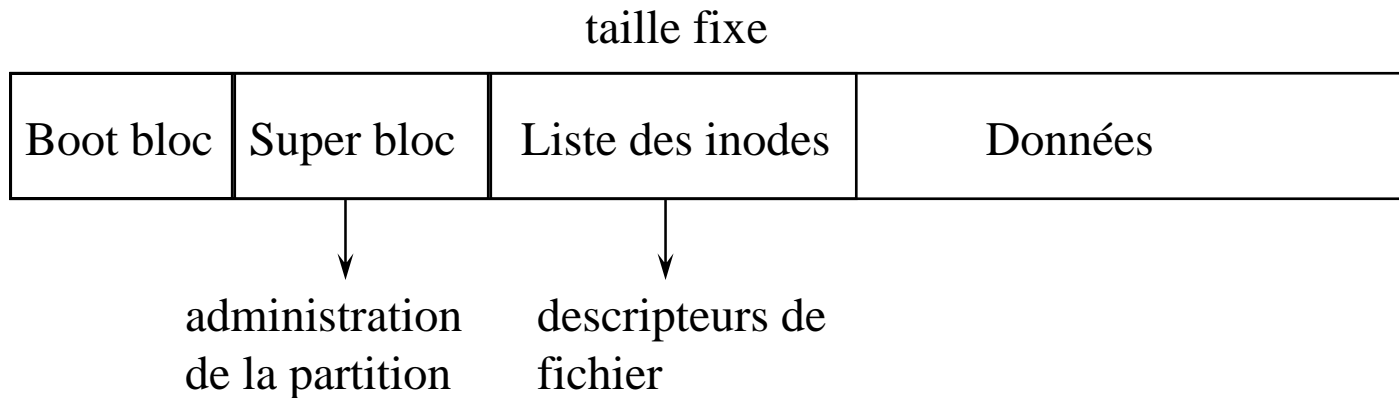 taille fixe
Boot bloc Super bloc Liste des inodes Données
administration descripteurs de
de la partition fichier